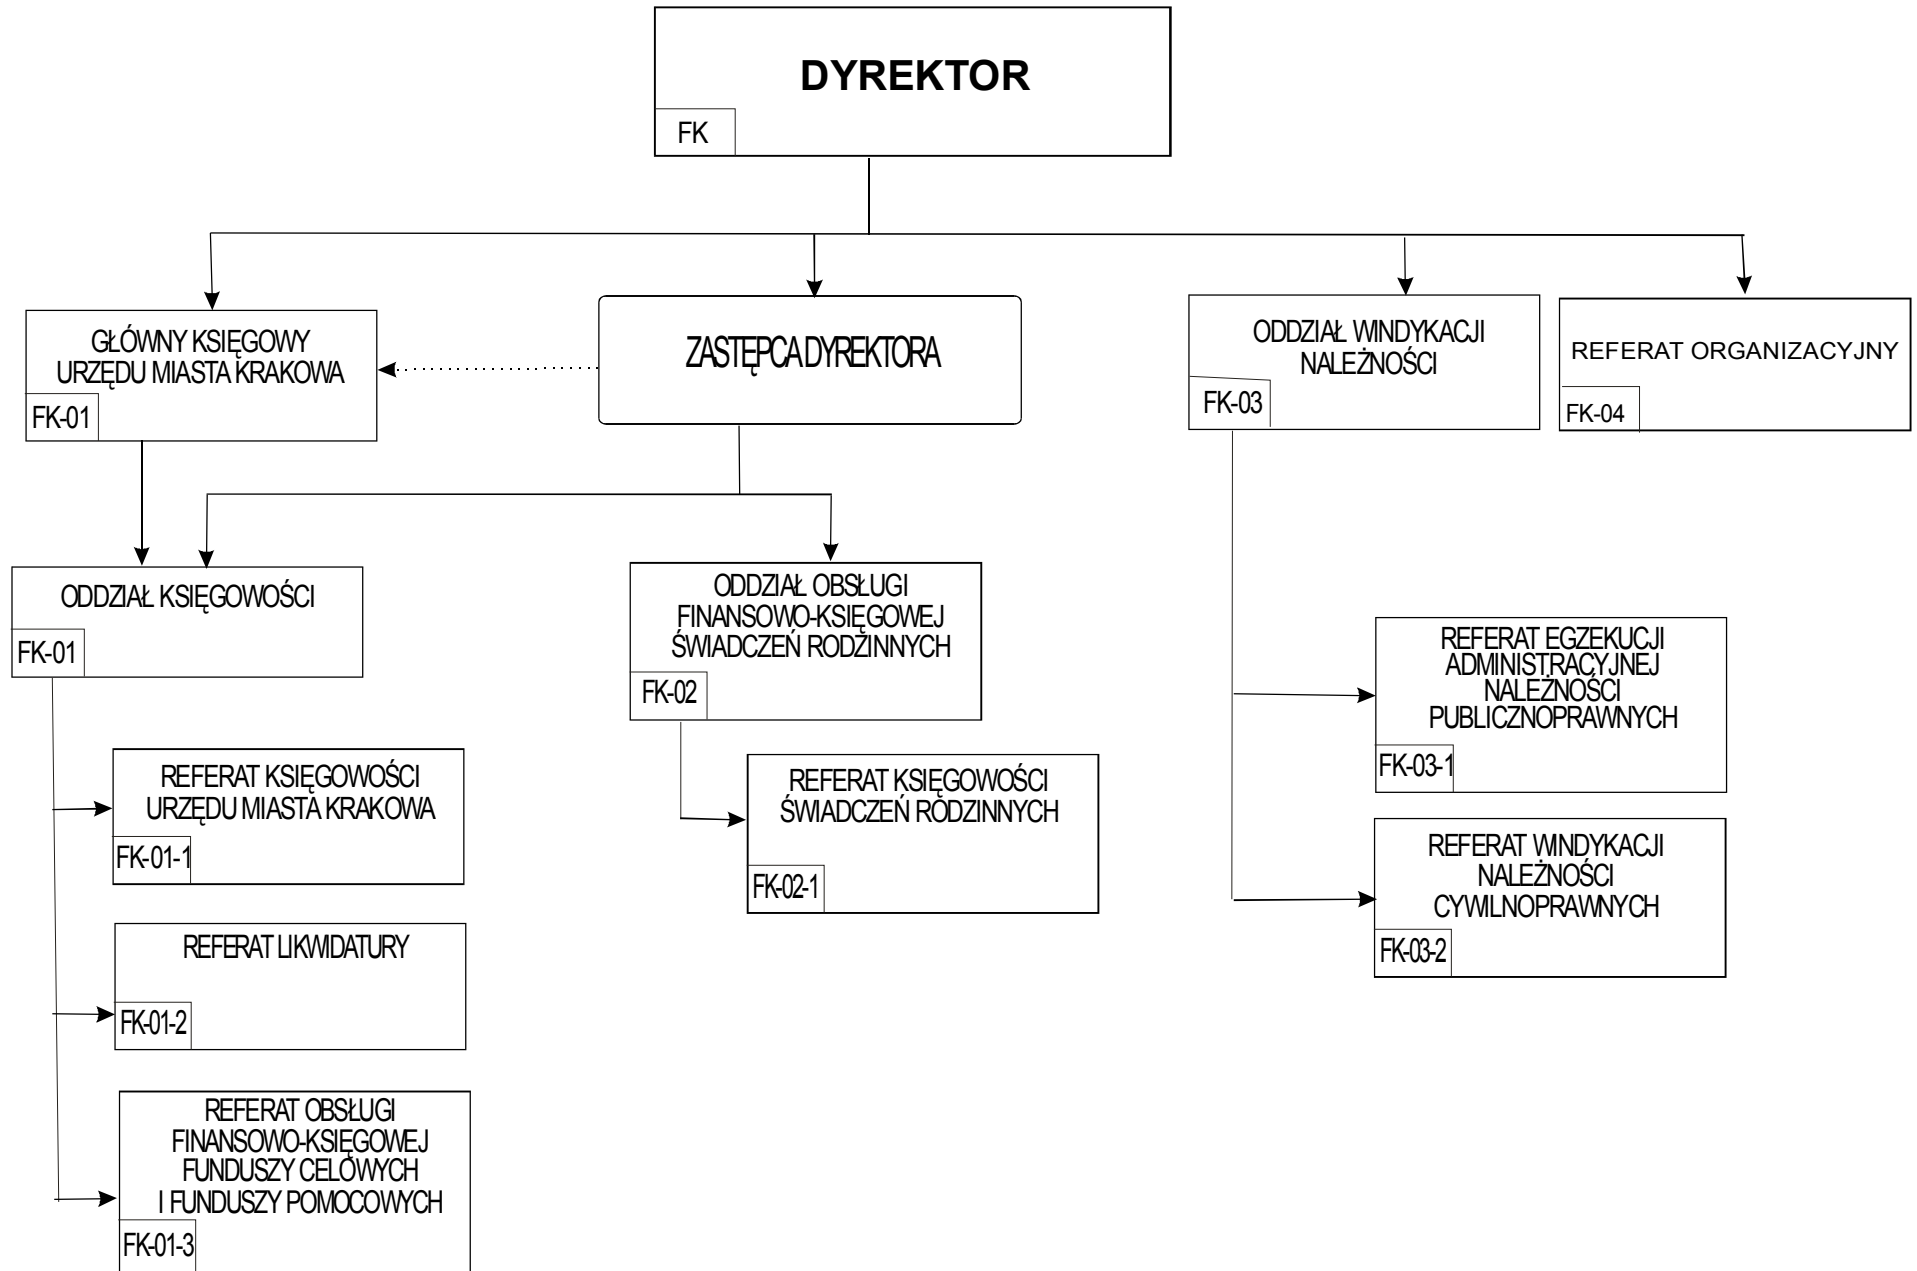 DYREKTOR
FK
GŁÓWNY KSIĘGOWY
URZĘDU MIASTA KRAKOWA
FK-01
ZASTĘPCA DYREKTORA
ODDZIAŁ WINDYKACJI
NALEŻNOŚCI
FK-03
REFERAT ORGANIZACYJNY
FK-04
ODDZIAŁ KSIĘGOWOŚCI
FK-01
ODDZIAŁ OBSŁUGI
FINANSOWO-KSIĘGOWEJ
ŚWIADCZEŃ RODZINNYCH
FK-02
REFERAT EGZEKUCJI
ADMINISTRACYJNEJ
NALEŻNOŚCI
PUBLICZNOPRAWNYCH
FK-03-1
REFERAT KSIĘGOWOŚCI
URZĘDU MIASTA KRAKOWA
FK-01-1
REFERAT KSIĘGOWOŚCI
ŚWIADCZEŃ RODZINNYCH
FK-02-1
REFERAT WINDYKACJI
NALEŻNOŚCI
CYWILNOPRAWNYCH
FK-03-2
REFERAT LIKWIDATURY
FK-01-2
REFERAT OBSŁUGI
FINANSOWO-KSIĘGOWEJ
FUNDUSZY CELOWYCH
I FUNDUSZY POMOCOWYCH
FK-01-3